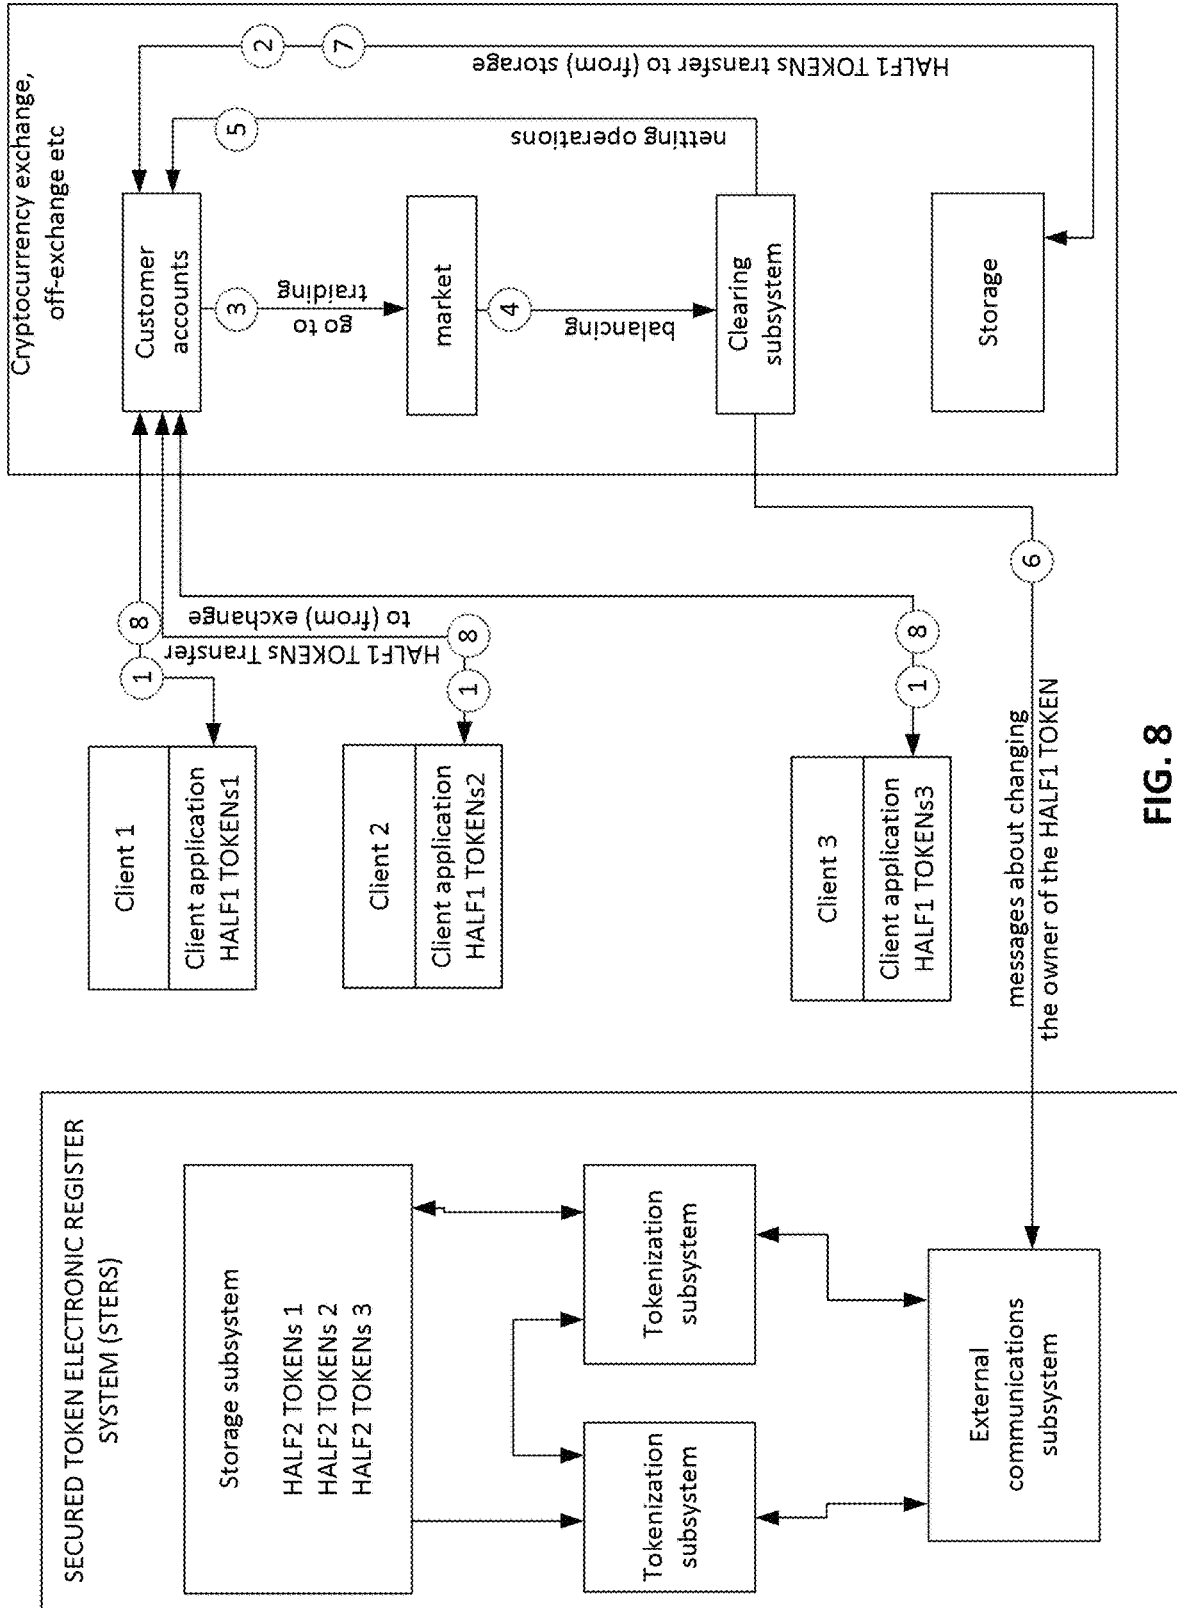 SECURED TOKEN ELECTRONIC REGISTER
SYSTEM (STERS)
Storage subsystem
HALF2 TOKENs 1
HALF2 TOKENs 2
HALF2 TOKENs 3
Tokenization
subsystem
Tokenization
subsystem
External
communications
subsystem
Client 1
Client application
HALF1 TOKENs1
Client 2
Client application
HALF1 TOKENs2
Client 3
Client application
HALF1 TOKENs3
1
8
1
8
1
8
HALF1 TOKENs Transfer
to (from) exchange
messages about changing
the owner of the HALF1 TOKEN
6
Cryptocurrency exchange,
off-exchange etc
Customer
accounts
3
go to
traiding
market
4
balancing
Clearing
subsystem
Storage
5
netting operations
2
7
HALF1 TOKENs transfer to (from) storage
FIG. 8